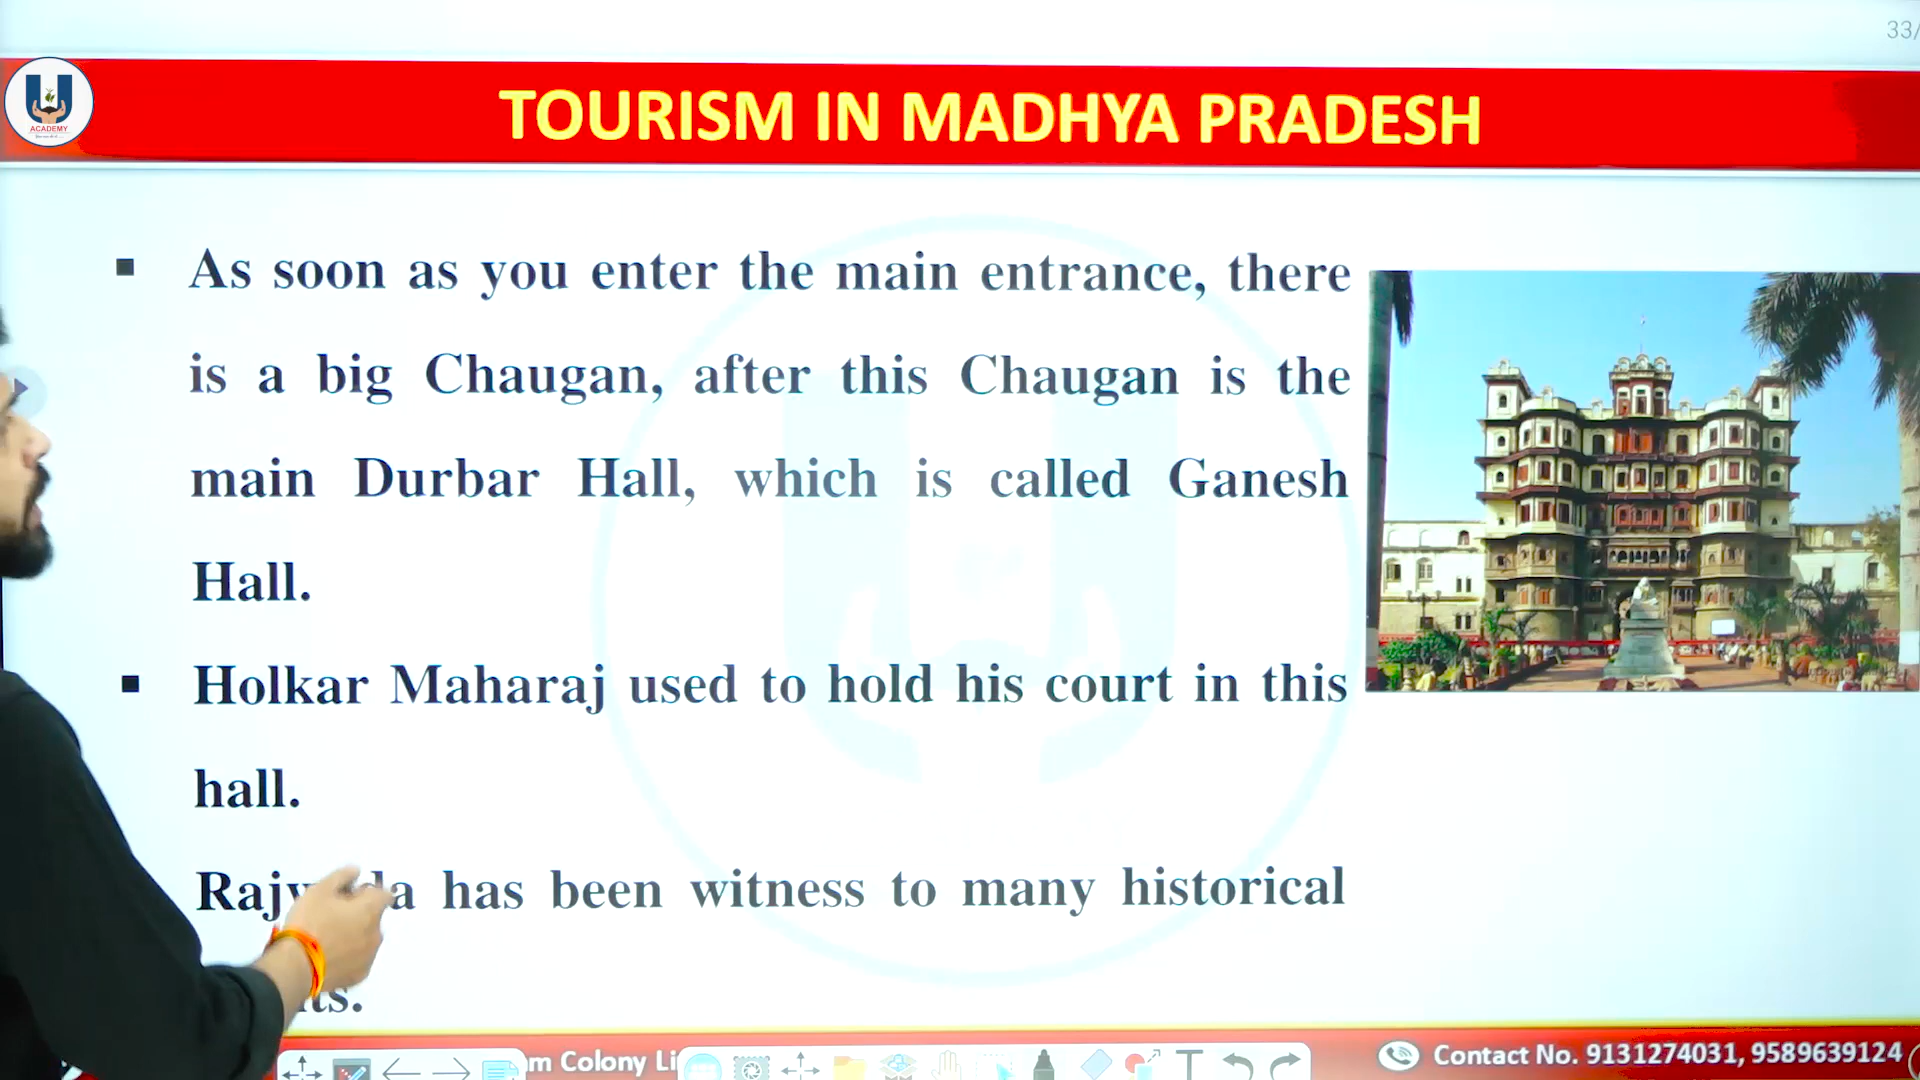 33/
ACADEMY
TOURISM IN MADHYA PRADESH
▪ As soon as you enter the main entrance, there
is a big Chaugan, after this Chaugan is the
main Durbar Hall, which is called Ganesh
Hall.
▪ Holkar Maharaj used to hold his court in this
hall.
has been witness to many historical
Colony
Contact No. 9131274031, 9589639124